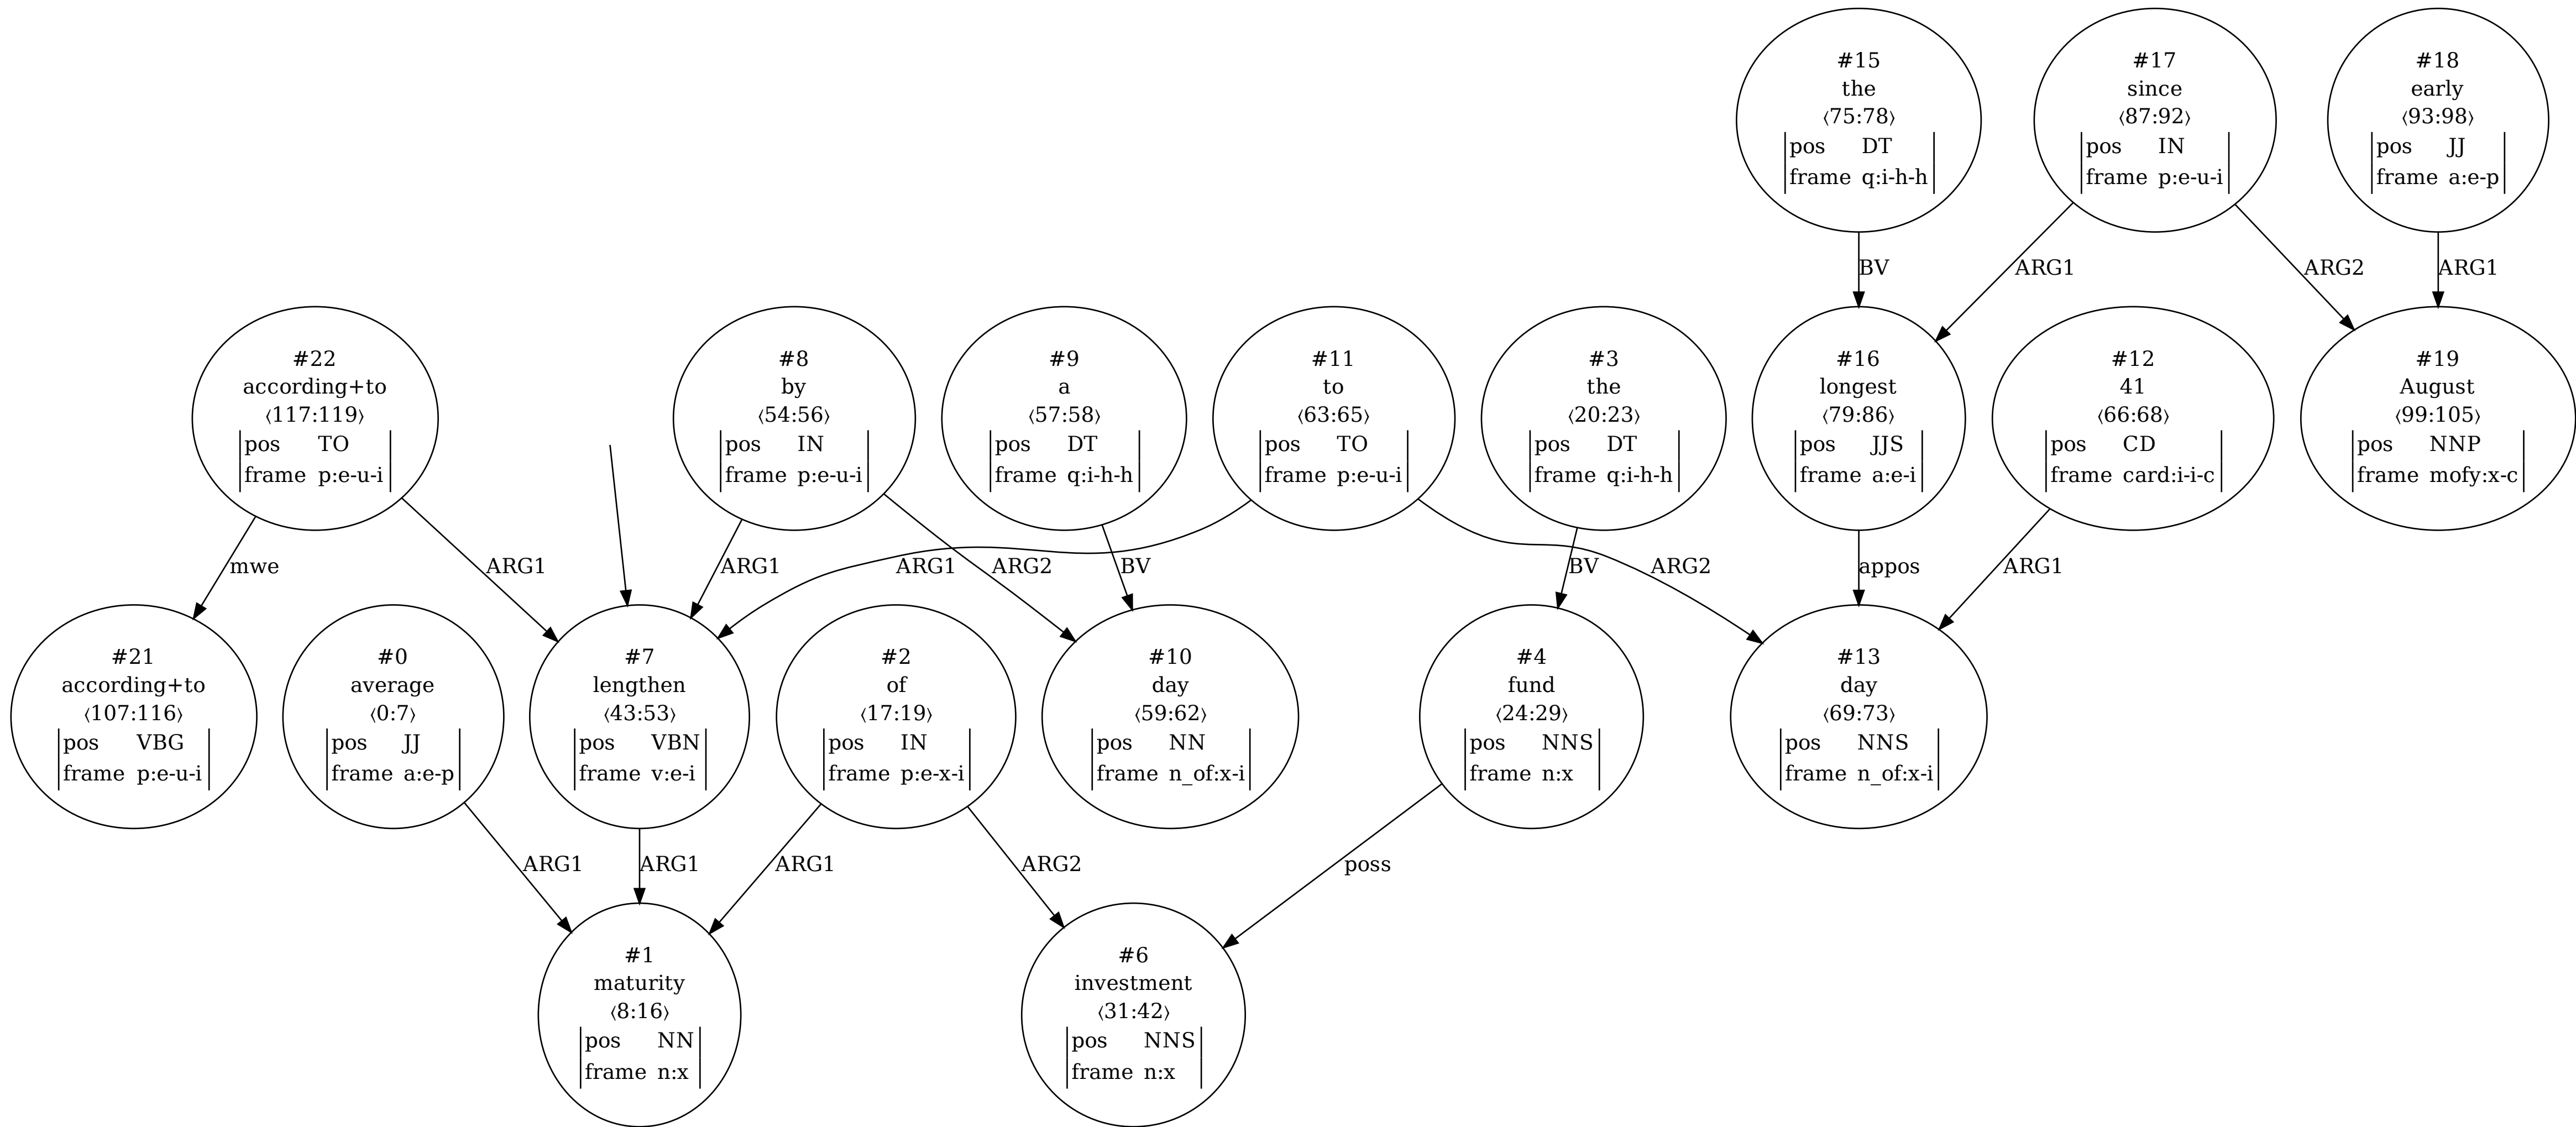 #15
the
⟨75:78⟩
pos DT
frame q:i-h-h
#17
since
⟨87:92⟩
pos IN
frame p:e-u-i
#18
early
⟨93:98⟩
pos JJ
frame a:e-p
BV
ARG1
ARG2
ARG1
#22
according+to
⟨117:119⟩
pos TO
frame p:e-u-i
#8
by
⟨54:56⟩
pos IN
frame p:e-u-i
#9
a
⟨57:58⟩
pos DT
frame q:i-h-h
#11
to
⟨63:65⟩
pos TO
frame p:e-u-i
#3
the
⟨20:23⟩
pos DT
frame q:i-h-h
#16
longest
⟨79:86⟩
pos JJS
frame a:e-i
#12
41
⟨66:68⟩
pos CD
frame card:i-i-c
#19
August
⟨99:105⟩
pos NNP
frame mofy:x-c
mwe
ARG1
ARG1
ARG1
ARG2
BV
BV
ARG2
appos
ARG1
#21
according+to
⟨107:116⟩
pos VBG
frame p:e-u-i
#0
average
⟨0:7⟩
pos JJ
frame a:e-p
#7
lengthen
⟨43:53⟩
pos VBN
frame v:e-i
#2
of
⟨17:19⟩
pos IN
frame p:e-x-i
#10
day
⟨59:62⟩
pos NN
frame n_of:x-i
#4
fund
⟨24:29⟩
pos NNS
frame n:x
#13
day
⟨69:73⟩
pos NNS
frame n_of:x-i
ARG1
ARG1
ARG1
ARG2
poss
#1
maturity
⟨8:16⟩
pos NN
frame n:x
#6
investment
⟨31:42⟩
pos NNS
frame n:x